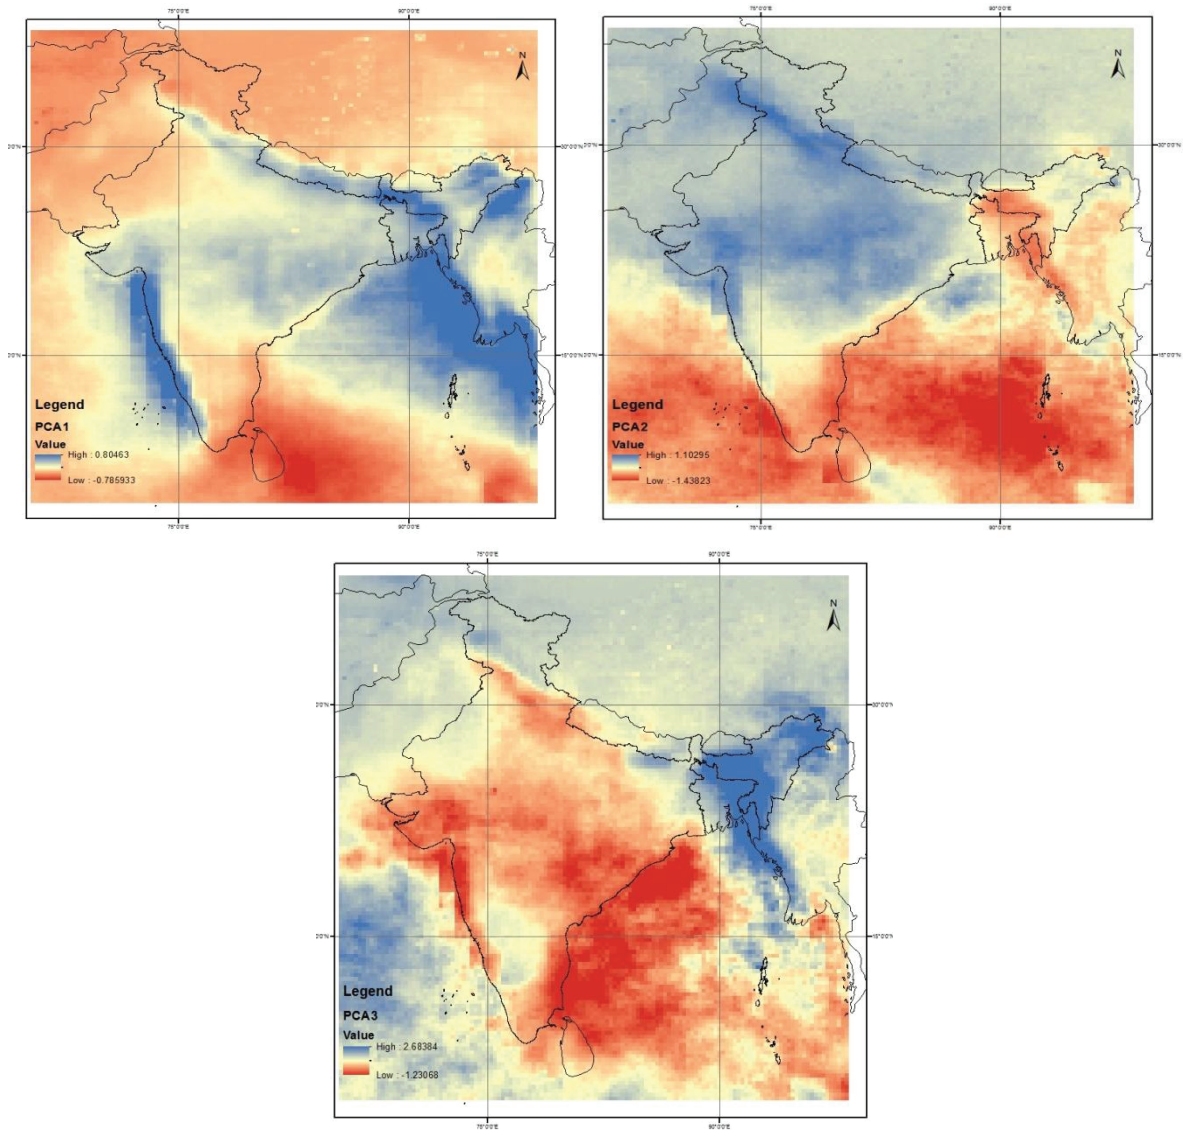 75°0'0"E 90°0'0"E
N
30°0'0"N
15°0'0"N
Legend
PCA1
Value
High : 0.80463
Low : -0.785933
75°0'0"E 90°0'0"E
75°0'0"E 90°0'0"E
N
30°0'0"N
15°0'0"N
Legend
PCA2
Value
High : 1.10295
Low : -1.43823
75°0'0"E 90°0'0"E
75°0'0"E 90°0'0"E
N
30°0'0"N
15°0'0"N
Legend
PCA3
Value
High : 2.68384
Low : -1.23068
75°0'0"E 90°0'0"E